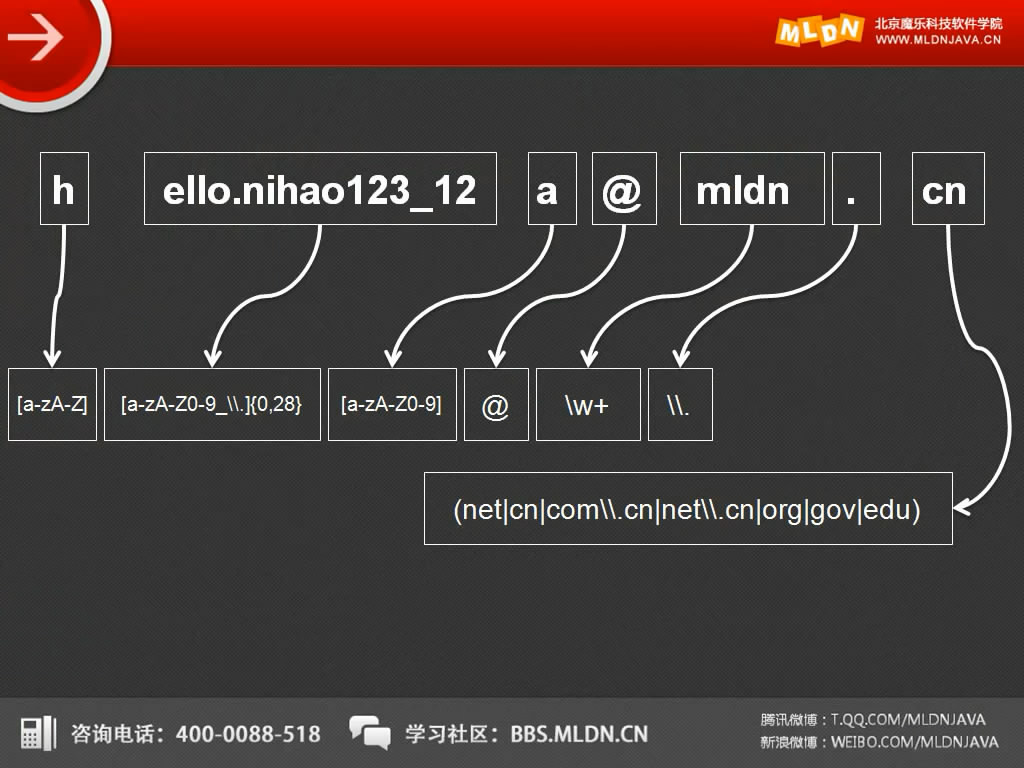 MLDN 北京魔乐科技软件学院
WWW.MLDNJAVA.CN
h ello.nihao123_12 a @ mldn . cn
[a-zA-Z] [a-zA-Z0-9_\\.]{0,28} [a-zA-Z0-9] @ \w+ \\.
(net|cn|com\\.cn|net\\.cn|org|gov|edu)
咨询电话：400-0088-518 学习社区：BBS.MLDN.CN
腾讯微博：T.QQ.COM/MLDNJAVA
新浪微博：WEIBO.COM/MLDNJAVA